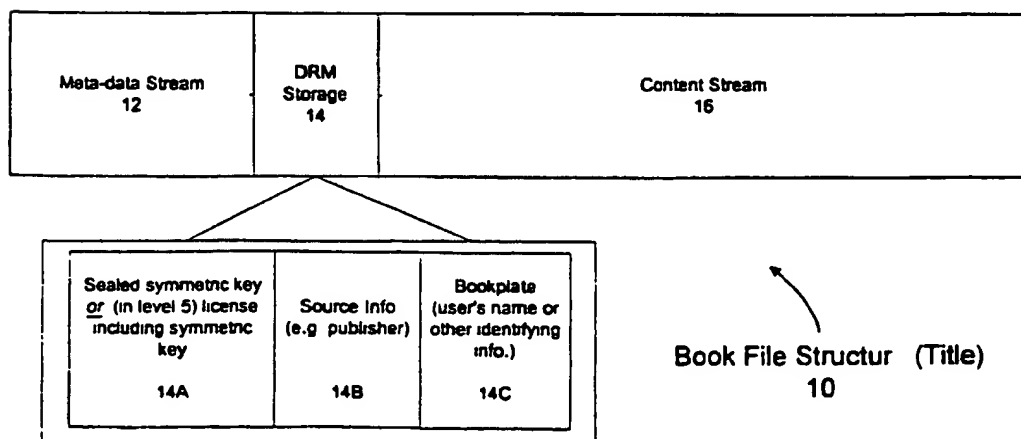 Meta-data Stream
12
DRM
Storage
14
Content Stream
16
Sealed symmetric key
or (in level 5) license
including symmetric
key
14A
Source Info
(e.g publisher)
14B
Bookplate
(user's name or
other identifying
info.)
14C
Book File Structur (Title)
10